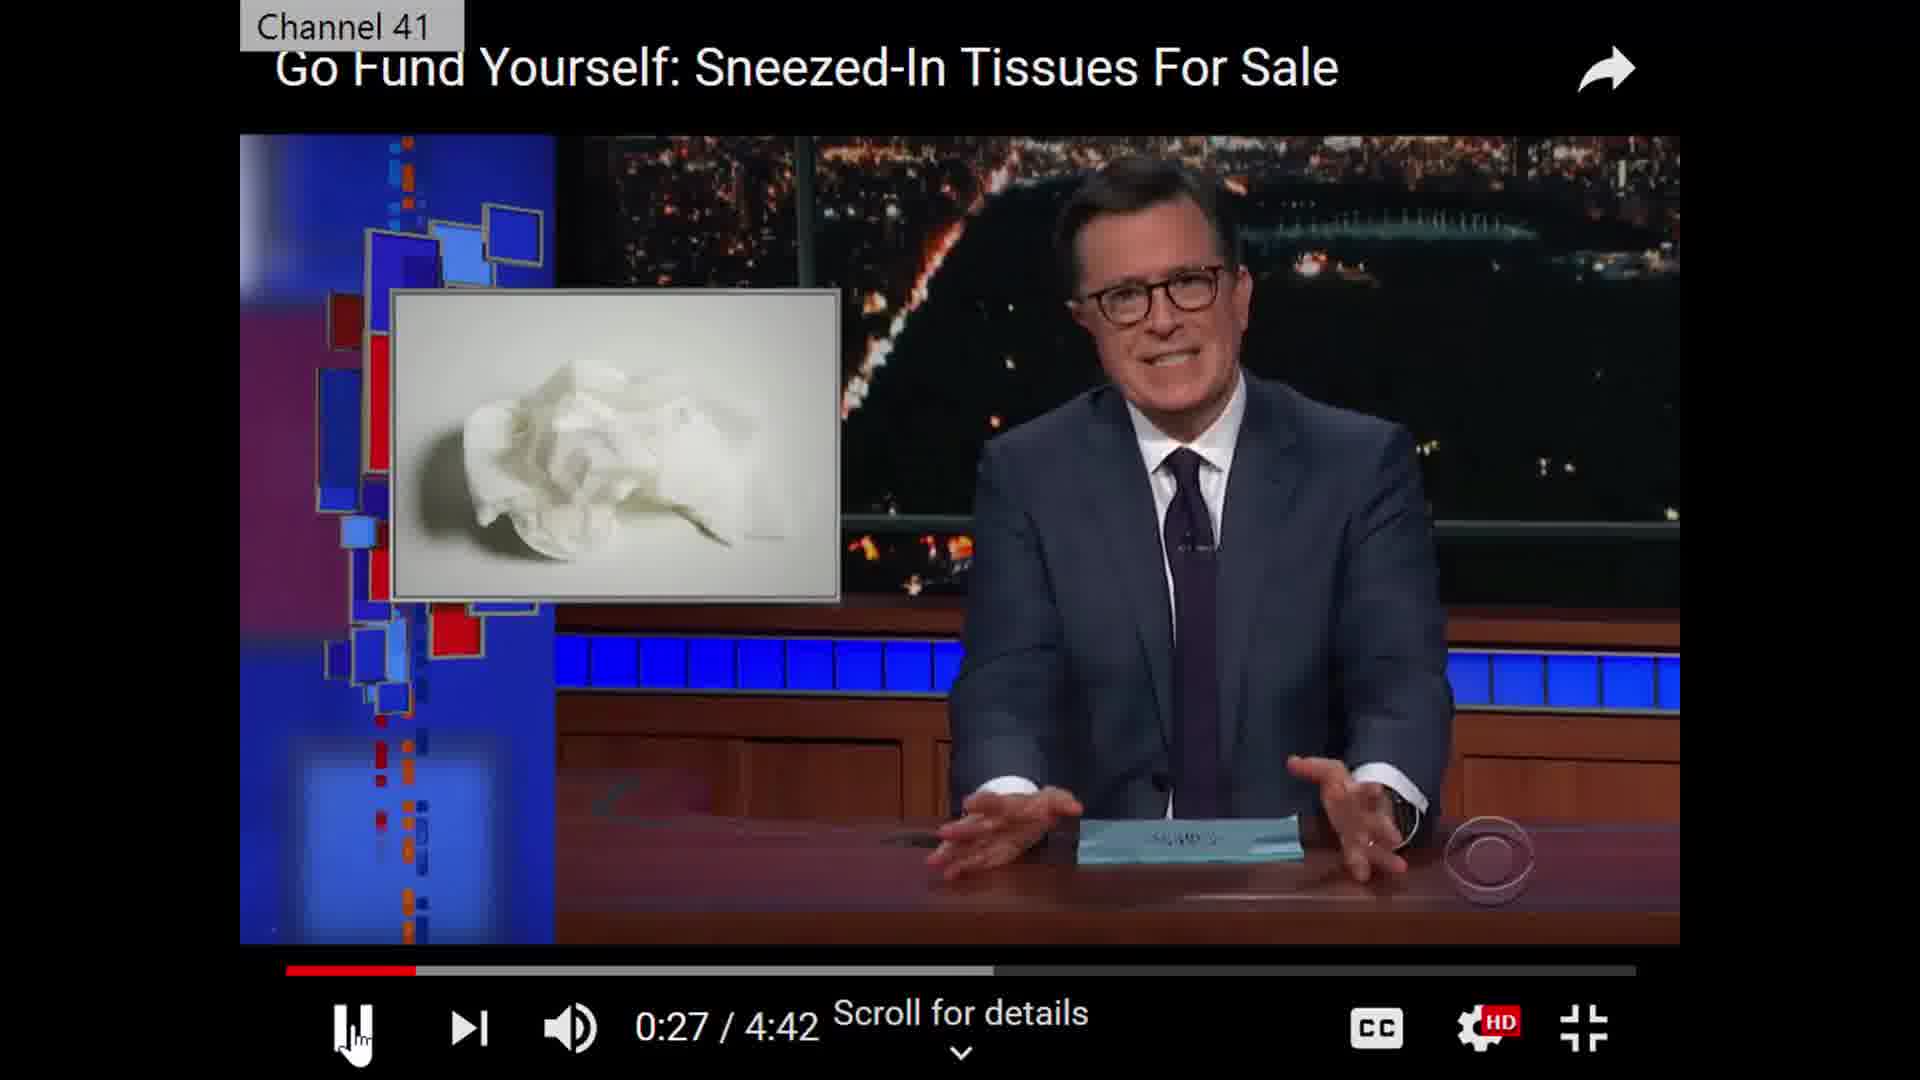 Channel 41
Go Fund Yourself: Sneezed-In Tissues For Sale
0:27 / 4:42
Scroll for details
CC
HD